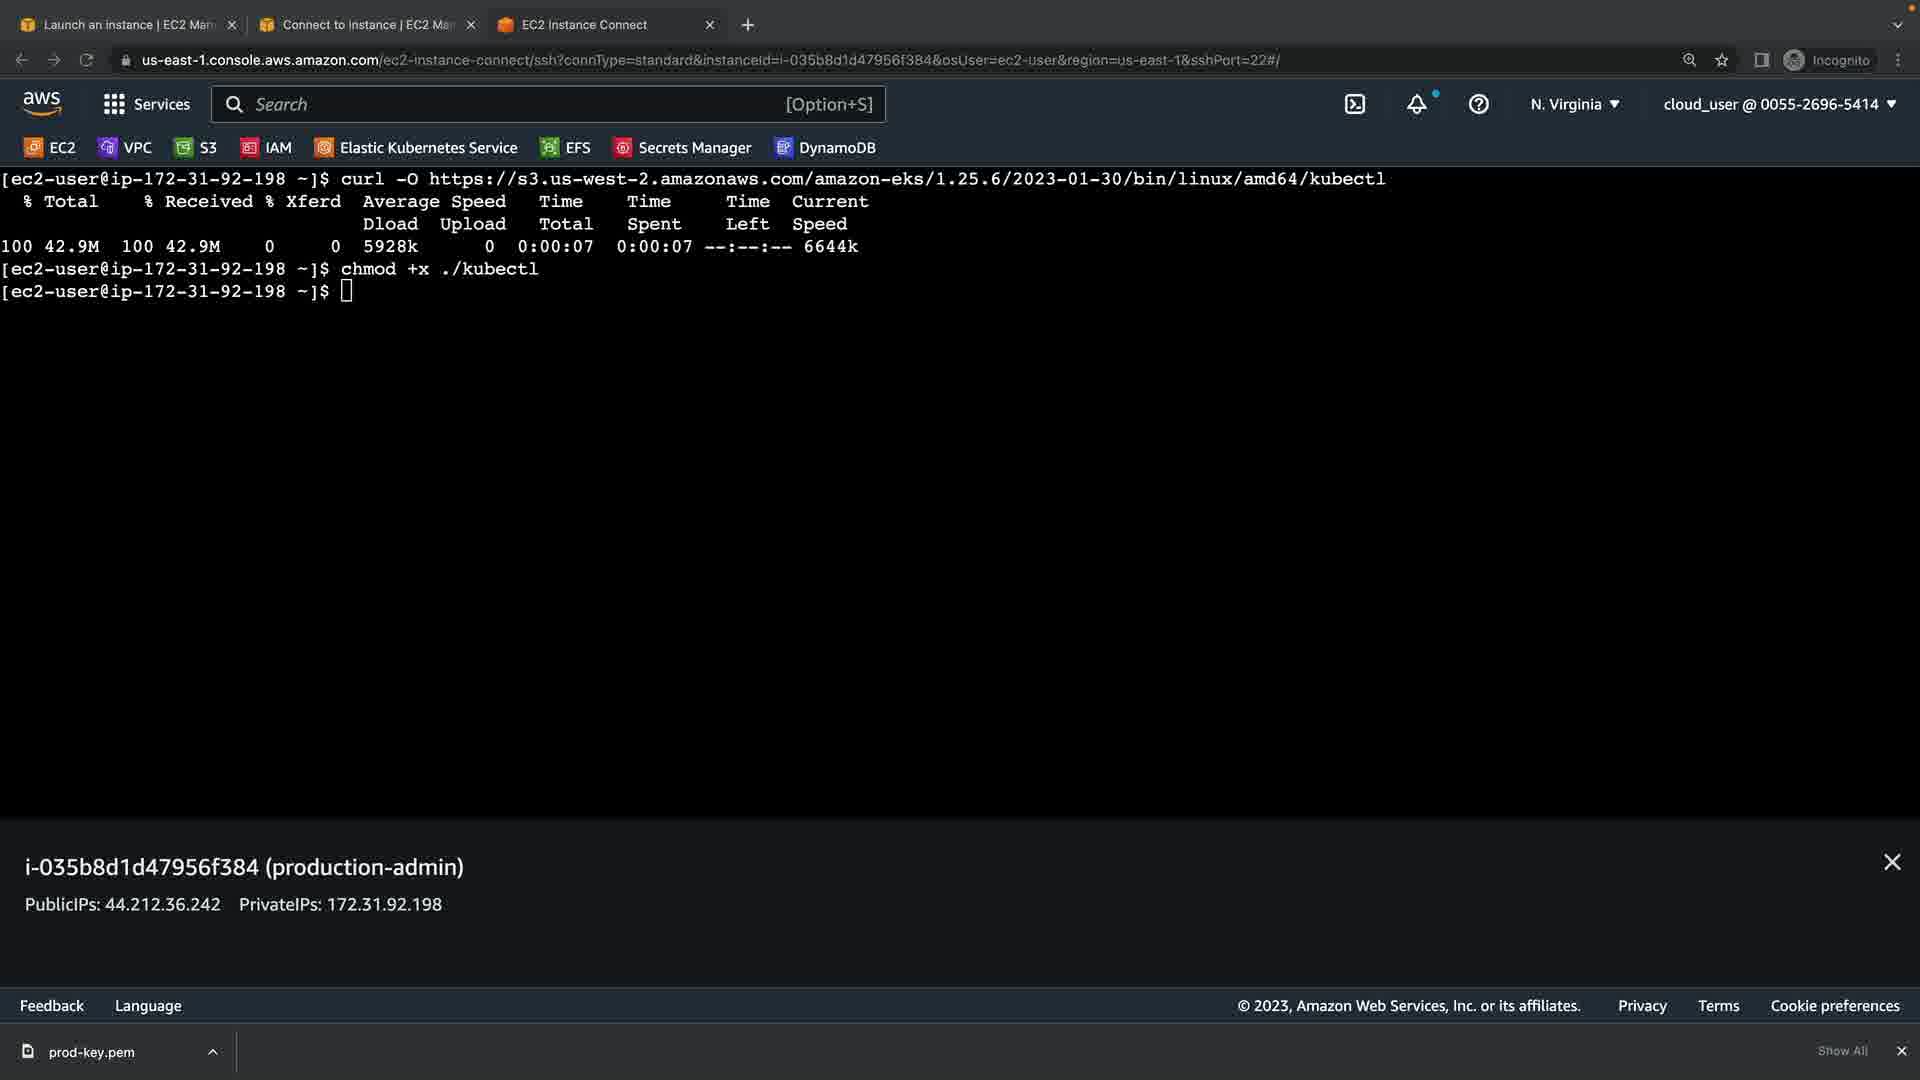 Launch an instance | EC2 Man
Connect to instance | EC2 Man
EC2 Instance Connect
us-east-1.console.aws.amazon.com/ec2-instance-connect/ssh?connType=standard&instanceId=i-035b8d1d47956f384&osUser=ec2-user&region=us-east-1&sshPort=22#/
Incognito
aws
Services
Search
[Option+S]
N. Virginia
cloud_user @ 0055-2696-5414
EC2
VPC
S3
IAM
Elastic Kubernetes Service
EFS
Secrets Manager
DynamoDB
[ec2-user@ip-172-31-92-198 ~]$ curl -O https://s3.us-west-2.amazonaws.com/amazon-eks/1.25.6/2023-01-30/bin/linux/amd64/kubectl
% Total % Received % Xferd Average Speed Time Time Time Current
Dload Upload Total Spent Left Speed
100 42.9M 100 42.9M 0 0 5928k 0 0:00:07 0:00:07 --:--:-- 6644k
[ec2-user@ip-172-31-92-198 ~]$ chmod +x ./kubectl
[ec2-user@ip-172-31-92-198 ~]$
i-035b8d1d47956f384 (production-admin)
PublicIPs: 44.212.36.242 PrivateIPs: 172.31.92.198
Feedback
Language
© 2023, Amazon Web Services, Inc. or its affiliates.
Privacy
Terms
Cookie preferences
prod-key.pem
Show All